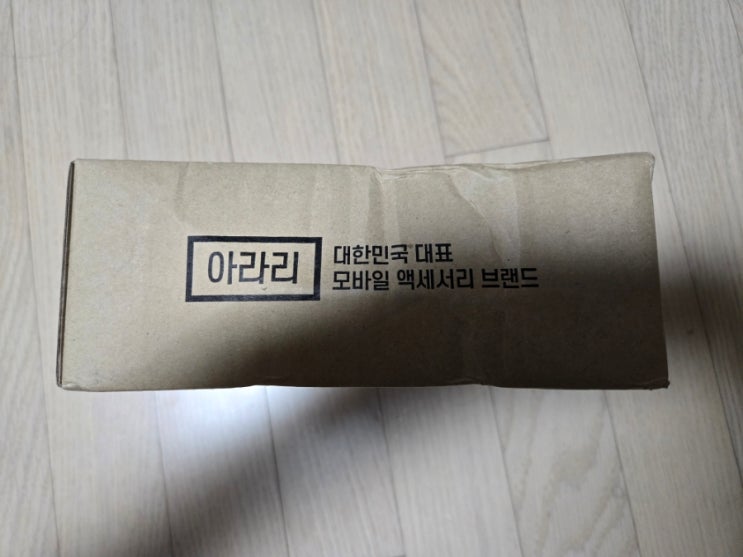 아라리
대한민국 대표
모바일 액세서리 브랜드